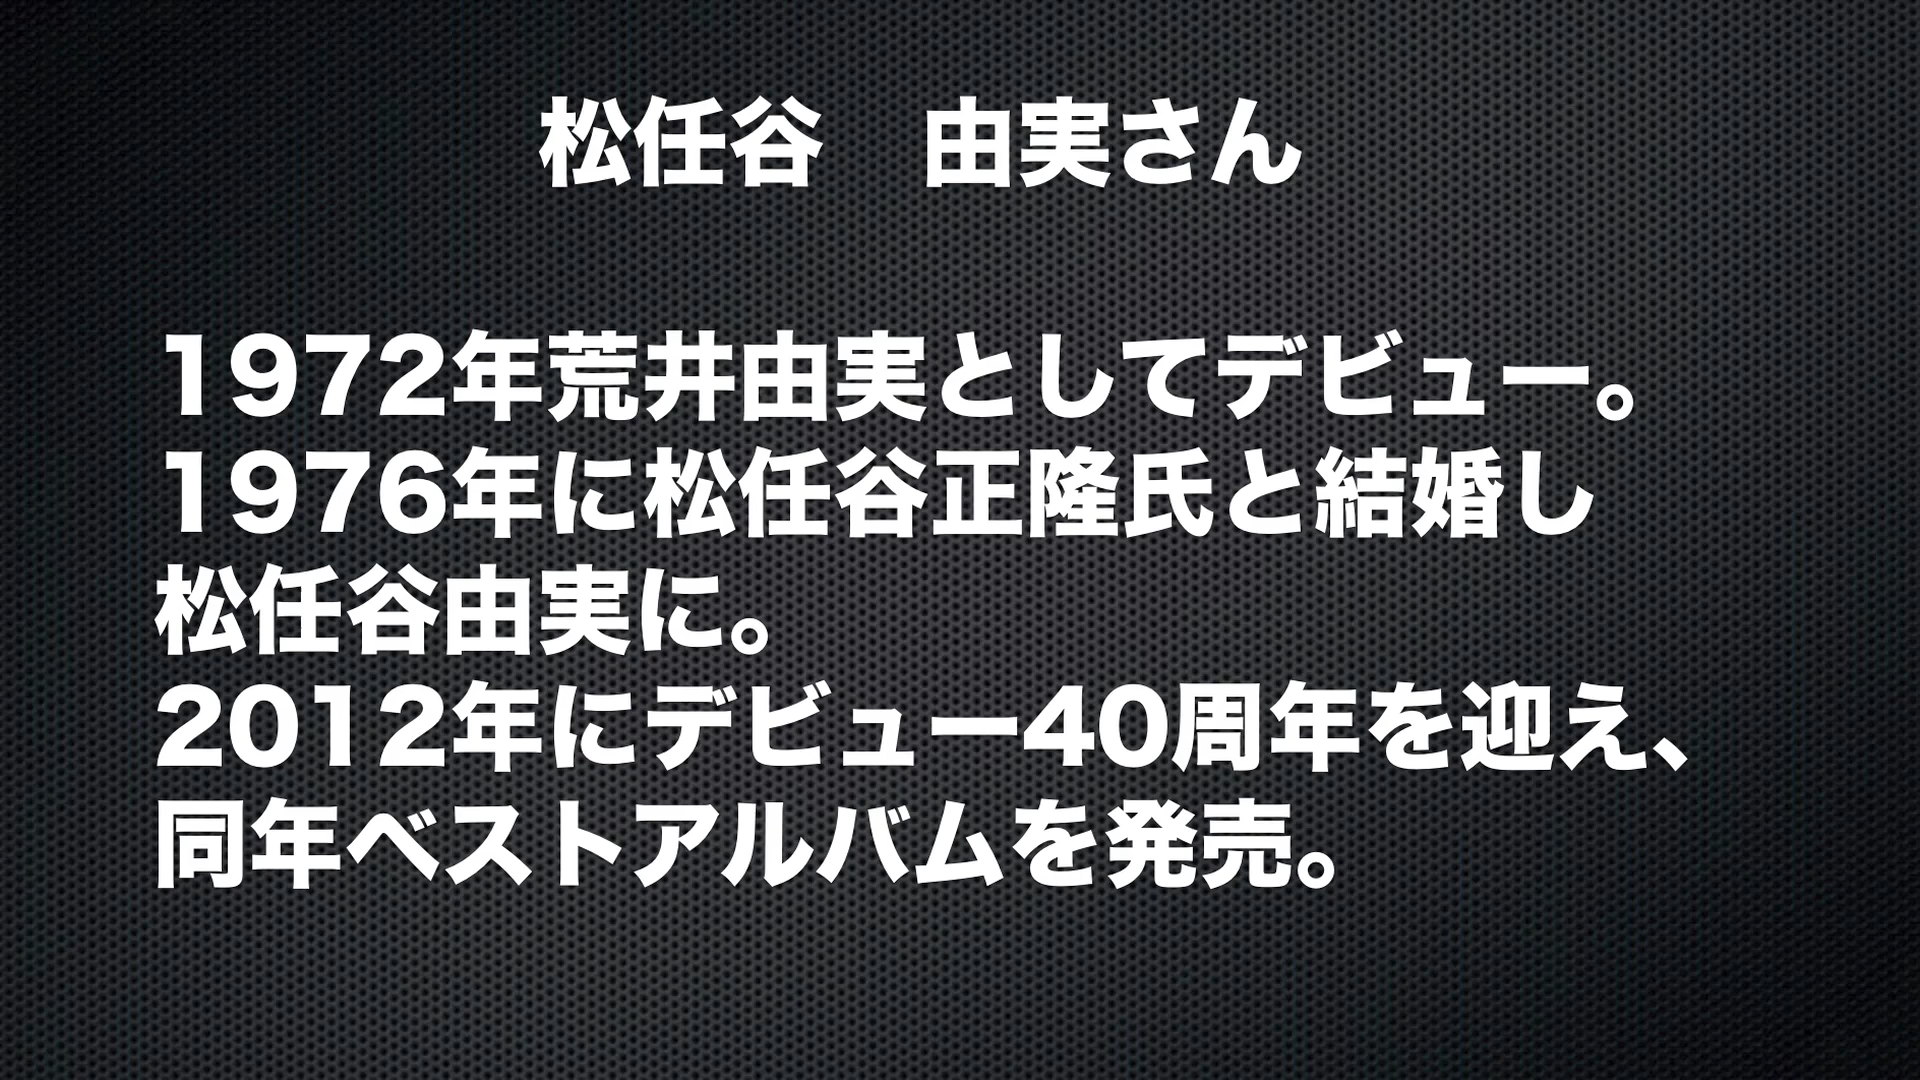 松任谷　由実さん
1972年荒井由実としてデビュー。
1976年に松任谷正隆氏と結婚し
松任谷由実に。
2012年にデビュー40周年を迎え、
同年ベストアルバムを発売。